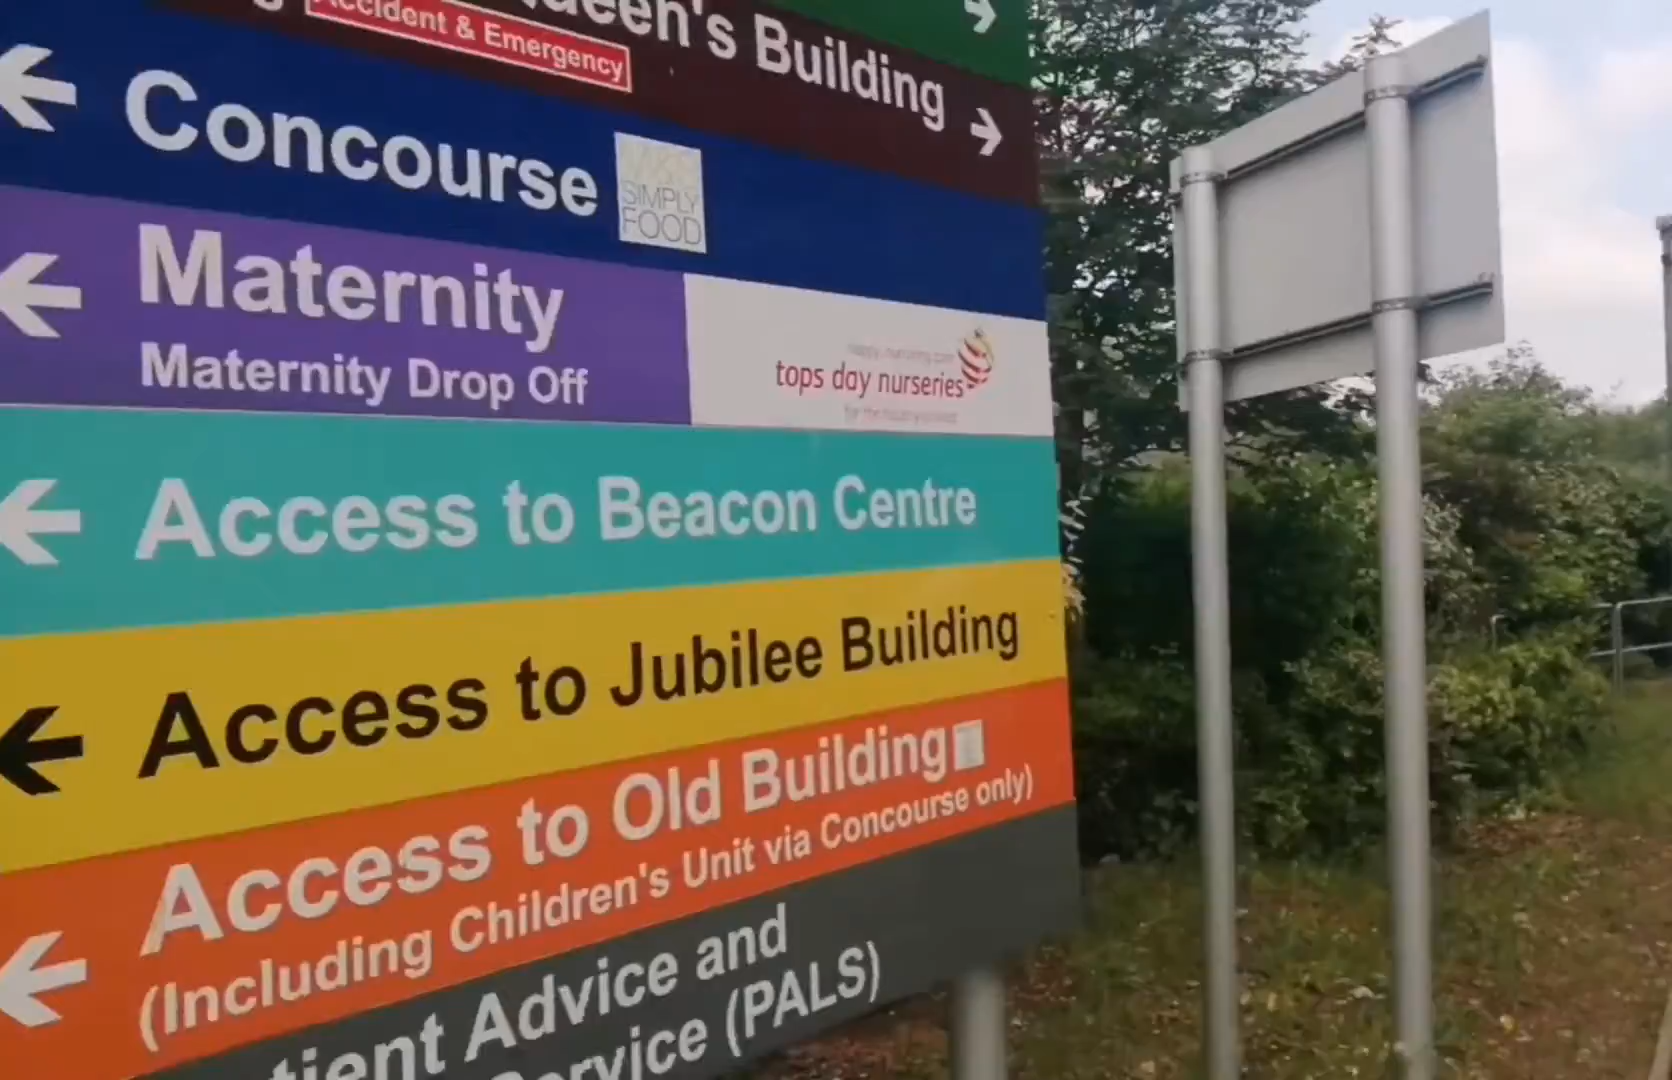 Accident & Emergency
Queen's Building
Concourse
SIMPLY
FOOD
Maternity
Maternity Drop Off
tops day nurseries
Access to Beacon Centre
Access to Jubilee Building
Access to Old Building
(Including Children's Unit via Concourse only)
Advice and
(PALS)